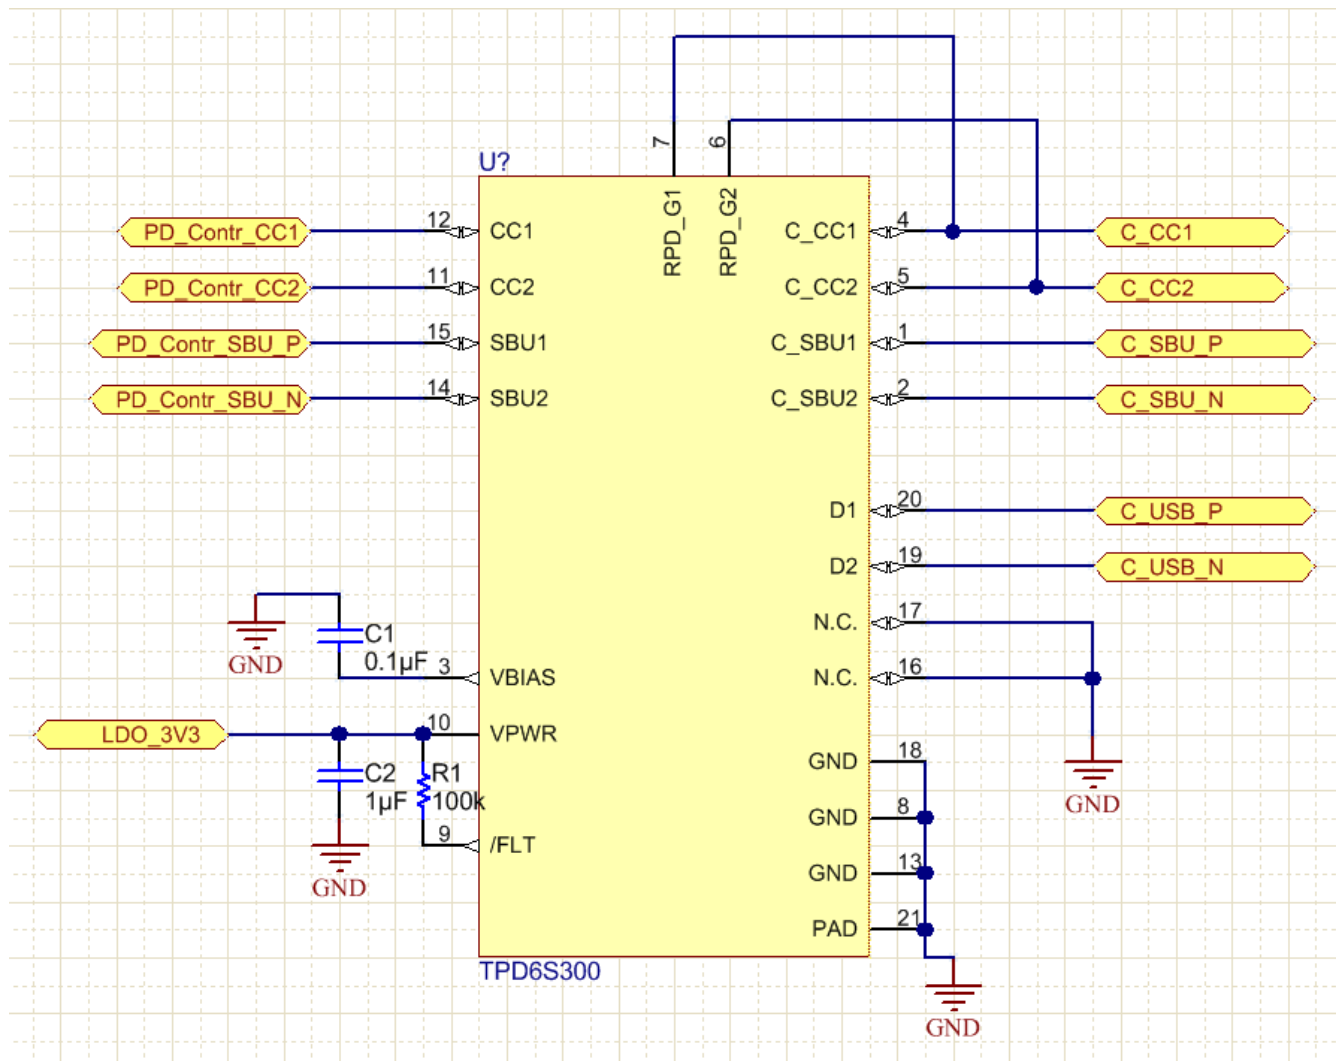 U?
7
6
RPD_G1
RPD_G2
PD_Contr_CC1
12
CC1
C_CC1
4
C_CC1
PD_Contr_CC2
11
CC2
C_CC2
5
C_CC2
PD_Contr_SBU_P
15
SBU1
C_SBU1
1
C_SBU_P
PD_Contr_SBU_N
14
SBU2
C_SBU2
2
C_SBU_N
D1
20
C_USB_P
D2
19
C_USB_N
N.C.
17
GND
C1
0.1µF
3
VBIAS
N.C.
16
LDO_3V3
10
VPWR
GND
18
GND
C2
1µF
R1
100k
GND
8
9
/FLT
GND
13
GND
PAD
21
TPD6S300
GND